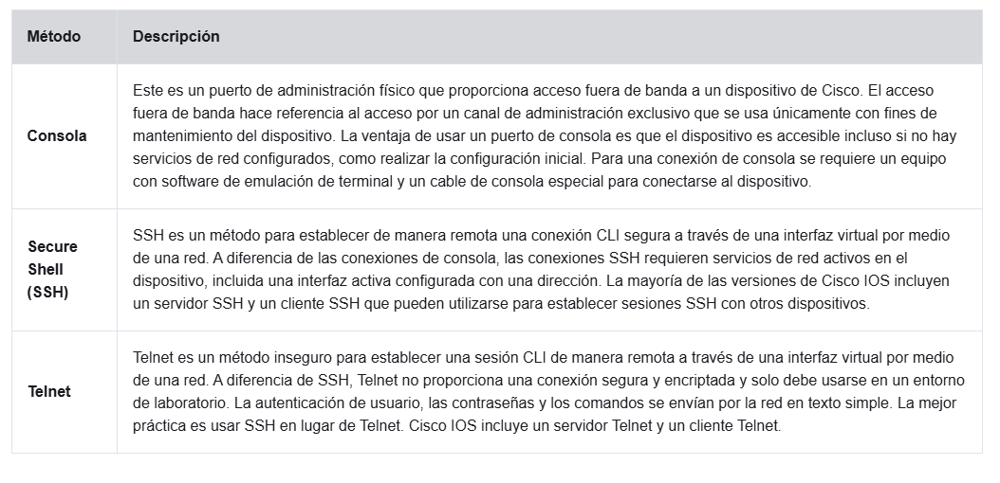 Método
Descripción
Consola
Este es un puerto de administración físico que proporciona acceso fuera de banda a un dispositivo de Cisco. El acceso
fuera de banda hace referencia al acceso por un canal de administración exclusivo que se usa únicamente con fines de
mantenimiento del dispositivo. La ventaja de usar un puerto de consola es que el dispositivo es accesible incluso si no hay
servicios de red configurados, como realizar la configuración inicial. Para una conexión de consola se requiere un equipo
con software de emulación de terminal y un cable de consola especial para conectarse al dispositivo.
Secure
Shell
(SSH)
SSH es un método para establecer de manera remota una conexión CLI segura a través de una interfaz virtual por medio
de una red. A diferencia de las conexiones de consola, las conexiones SSH requieren servicios de red activos en el
dispositivo, incluida una interfaz activa configurada con una dirección. La mayoría de las versiones de Cisco IOS incluyen
un servidor SSH y un cliente SSH que pueden utilizarse para establecer sesiones SSH con otros dispositivos.
Telnet
Telnet es un método inseguro para establecer una sesión CLI de manera remota a través de una interfaz virtual por medio
de una red. A diferencia de SSH, Telnet no proporciona una conexión segura y encriptada y solo debe usarse en un entorno
de laboratorio. La autenticación de usuario, las contraseñas y los comandos se envían por la red en texto simple. La mejor
práctica es usar SSH en lugar de Telnet. Cisco IOS incluye un servidor Telnet y un cliente Telnet.